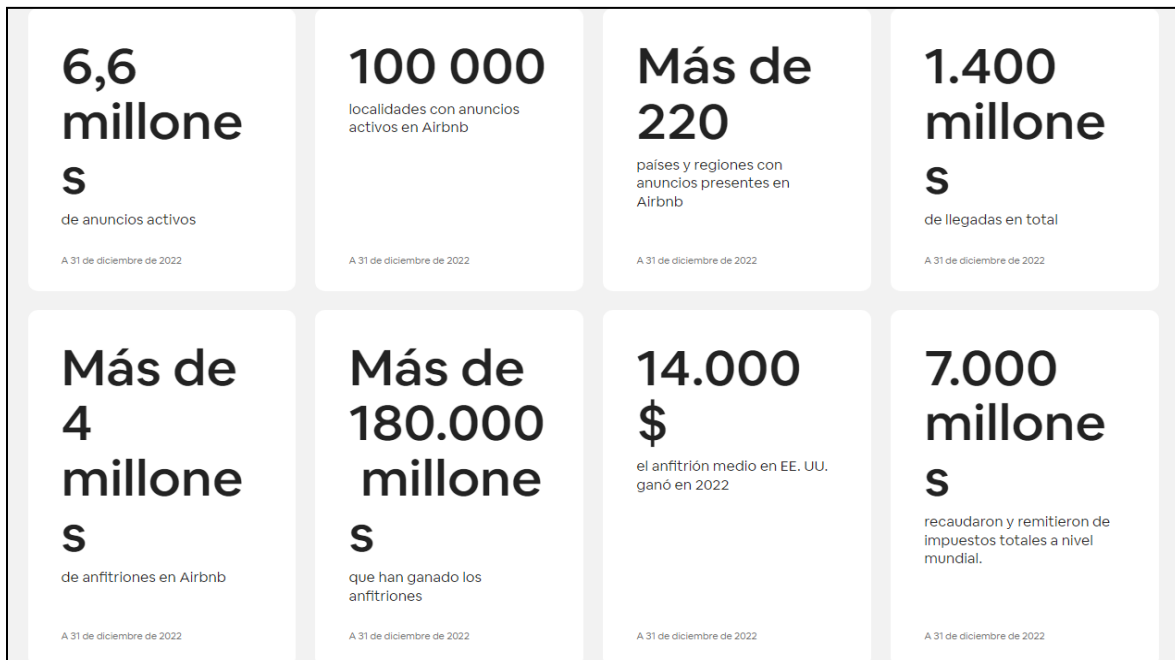 6,6
millone
s
de anuncios activos
A 31 de diciembre de 2022
100 000
localidades con anuncios
activos en Airbnb
A 31 de diciembre de 2022
Más de
220
países y regiones con
anuncios presentes en
Airbnb
A 31 de diciembre de 2022
1.400
millone
s
de llegadas en total
A 31 de diciembre de 2022
Más de
4
millone
s
de anfitriones en Airbnb
A 31 de diciembre de 2022
Más de
180.000
millone
s
que han ganado los
anfitriones
A 31 de diciembre de 2022
14.000
$
el anfitrión medio en EE. UU.
ganó en 2022
A 31 de diciembre de 2022
7.000
millone
s
recaudaron y remitieron de
impuestos totales a nivel
mundial.
A 31 de diciembre de 2022